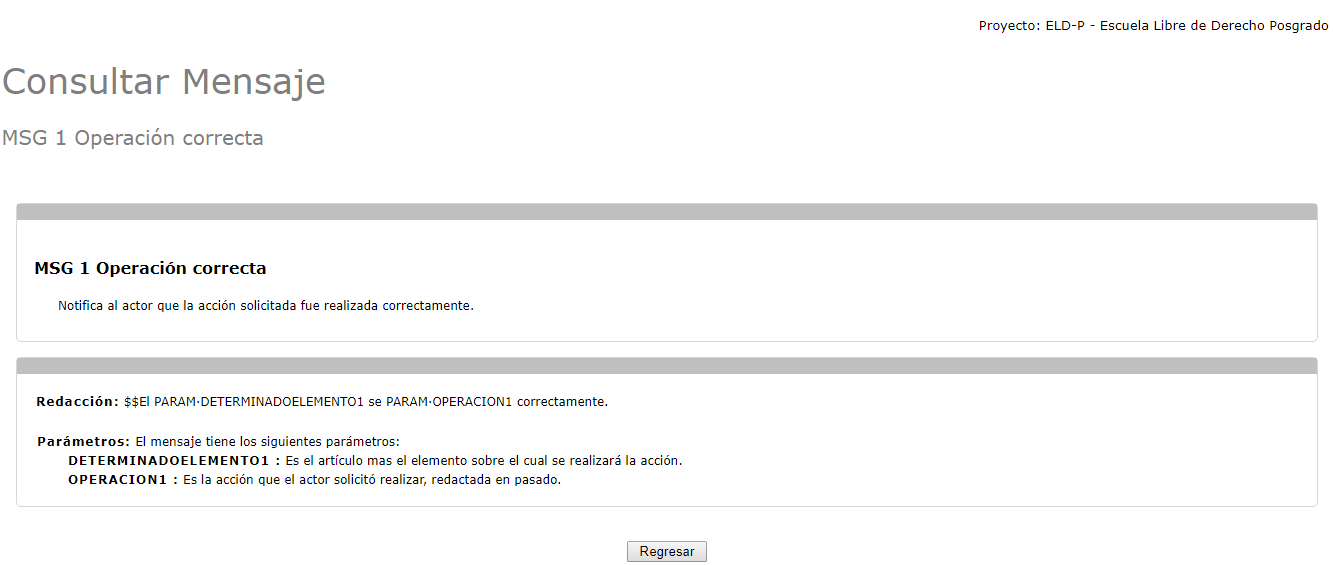 Proyecto: ELD-P - Escuela Libre de Derecho Posgrado
Consultar Mensaje
MSG 1 Operación correcta
MSG 1 Operación correcta
Notifica al actor que la acción solicitada fue realizada correctamente.
Redacción: $$El PARAM·DETERMINADOELEMENTO1 se PARAM·OPERACION1 correctamente.
Parámetros: El mensaje tiene los siguientes parámetros:
DETERMINADOELEMENTO1 : Es el artículo mas el elemento sobre el cual se realizará la acción.
OPERACION1 : Es la acción que el actor solicitó realizar, redactada en pasado.
Regresar